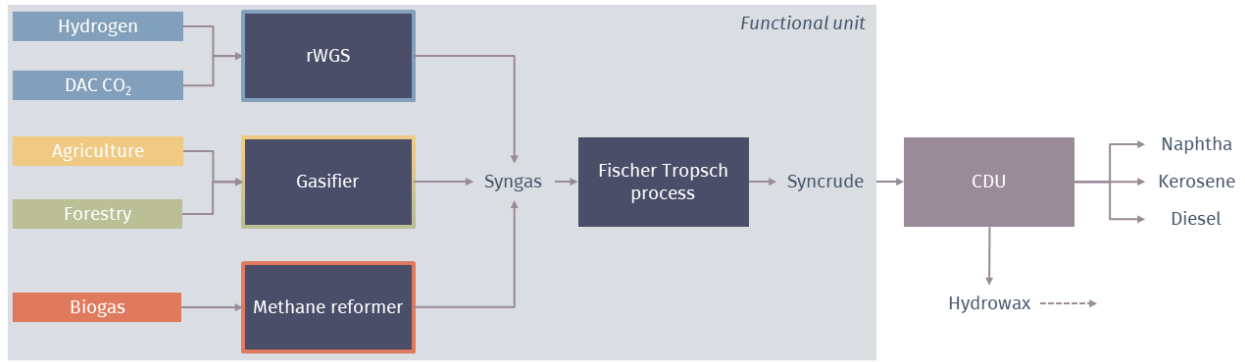 Functional unit
Hydrogen
DAC CO₂
rWGS
Agriculture
Forestry
Gasifier
Biogas
Methane reformer
Syngas
Fischer Tropsch
process
Syncrude
CDU
Naphtha
Kerosene
Diesel
Hydrowax